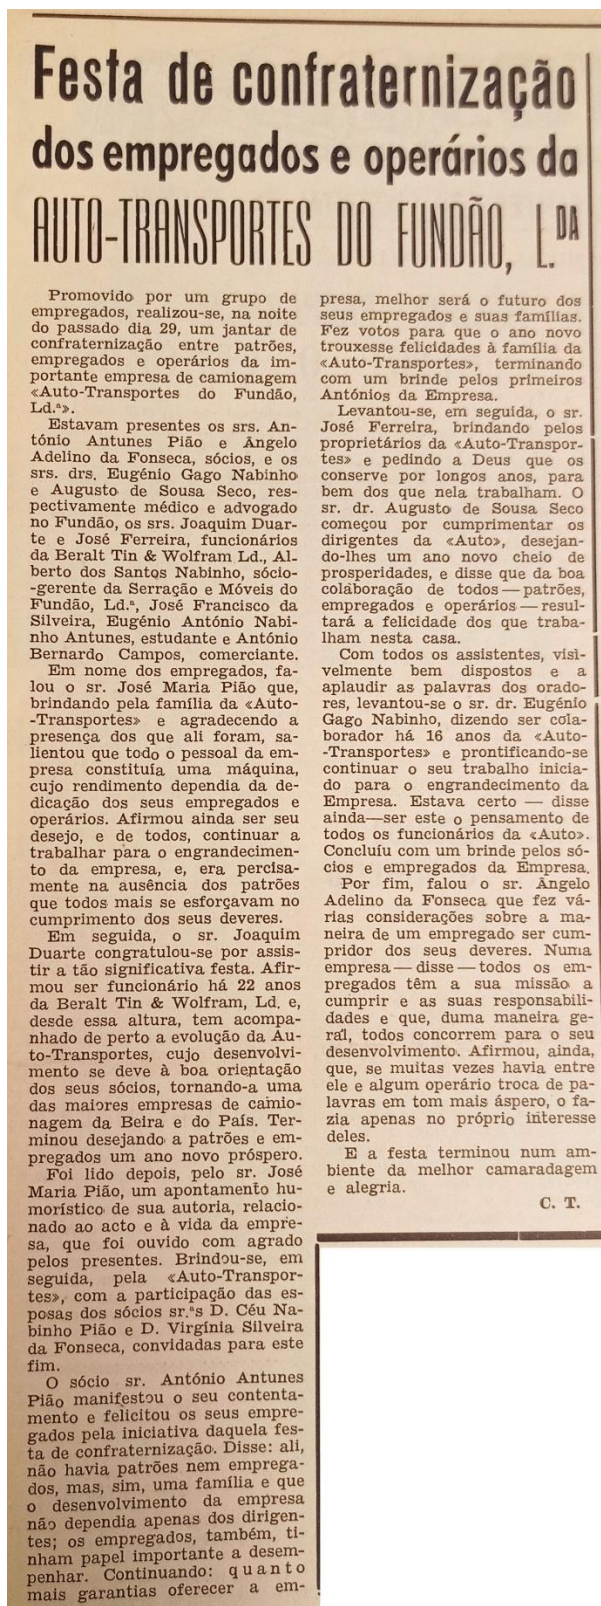 Festa de confraternização
dos empregados e operários da
AUTO-TRANSPORTES DO FUNDÃO, L.DA
Promovido por um grupo de
empregados, realizou-se, na noite
do passado dia 29, um jantar de
confraternização entre patrões,
empregados e operários da im-
portante empresa de camionagem
«Auto-Transportes do Fundão,
Ld.ª».
Estavam presentes os srs. An-
tónio Antunes Pião e Ângelo
Adelino da Fonseca, sócios, e os
srs. drs. Eugénio Gago Nabinho
e Augusto de Sousa Seco, res-
pectivamente médico e advogado
no Fundão, os srs. Joaquim Duar-
te e José Ferreira, funcionários
da Beralt Tin & Wolfram Ld., Al-
berto dos Santos Nabinho, sócio-
-gerente da Serração e Móveis do
Fundão, Ld.ª, José Francisco da
Silveira, Eugénio António Nabi-
nho Antunes, estudante e António
Bernardo Campos, comerciante.
Em nome dos empregados, fa-
lou o sr. José Maria Pião que,
brindando pela família da «Auto-
-Transportes» e agradecendo a
presença dos que ali foram, sa-
lientou que todo o pessoal da em-
presa constituía uma máquina,
cujo rendimento dependia da de-
dicação dos seus empregados e
operários. Afirmou ainda ser seu
desejo, e de todos, continuar a
trabalhar para o engrandecimen-
to da empresa, e, era percisa-
mente na ausência dos patrões
que todos mais se esforçavam no
cumprimento dos seus deveres.
Em seguida, o sr. Joaquim
Duarte congratulou-se por assis-
tir a tão significativa festa. Afir-
mou ser funcionário há 22 anos
da Beralt Tin & Wolfram, Ld. e,
desde essa altura, tem acompa-
nhado de perto a evolução da Au-
to-Transportes, cujo desenvolvi-
mento se deve à boa orientação
dos seus sócios, tornando-a uma
das maiores empresas de camio-
nagem da Beira e do País. Ter-
minou desejando a patrões e em-
pregados um ano novo próspero.
Foi lido depois, pelo sr. José
Maria Pião, um apontamento hu-
morístico de sua autoria, relacio-
nado ao acto e à vida da empre-
sa, que foi ouvido com agrado
pelos presentes. Brindou-se, em
seguida, pela «Auto-Transpor-
tes», com a participação das es-
posas dos sócios sr.ªs D. Céu Na-
binho Pião e D. Virgínia Silveira
da Fonseca, convidadas para este
fim.
O sócio sr. António Antunes
Pião manifestou o seu contenta-
mento e felicitou os seus empre-
gados pela iniciativa daquela fes-
ta de confraternização. Disse: ali,
não havia patrões nem emprega-
dos, mas, sim, uma família e que
o desenvolvimento da empresa
não dependia apenas dos dirigen-
tes; os empregados, também, ti-
nham papel importante a desem-
penhar. Continuando: quanto
mais garantias oferecer a em-
presa, melhor será o futuro dos
seus empregados e suas famílias.
Fez votos para que o ano novo
trouxesse felicidades à família da
«Auto-Transportes», terminando
com um brinde pelos primeiros
Antónios da Empresa.
Levantou-se, em seguida, o sr.
José Ferreira, brindando pelos
proprietários da «Auto-Transpor-
tes» e pedindo a Deus que os
conserve por longos anos, para
bem dos que nela trabalham. O
sr. dr. Augusto de Sousa Seco
começou por cumprimentar os
dirigentes da «Auto», desejan-
do-lhes um ano novo cheio de
prosperidades, e disse que da boa
colaboração de todos — patrões,
empregados e operários — resul-
tará a felicidade dos que traba-
lham nesta casa.
Com todos os assistentes, visi-
velmente bem dispostos e a
aplaudir as palavras dos orado-
res, levantou-se o sr. dr. Eugénio
Gago Nabinho, dizendo ser cola-
borador há 16 anos da «Auto-
-Transportes» e prontificando-se
continuar o seu trabalho inicia-
do para o engrandecimento da
Empresa. Estava certo — disse
ainda—ser este o pensamento de
todos os funcionários da «Auto».
Concluíu com um brinde pelos só-
cios e empregados da Empresa.
Por fim, falou o sr. Ângelo
Adelino da Fonseca que fez vá-
rias considerações sobre a ma-
neira de um empregado ser cum-
pridor dos seus deveres. Numa
empresa — disse — todos os em-
pregados têm a sua missão a
cumprir e as suas responsabili-
dades e que, duma maneira ge-
ral, todos concorrem para o seu
desenvolvimento. Afirmou, ainda,
que, se muitas vezes havia entre
ele e algum operário troca de pa-
lavras em tom mais áspero, o fa-
zia apenas no próprio interesse
deles.
E a festa terminou num am-
biente da melhor camaradagem
e alegria.
C. T.